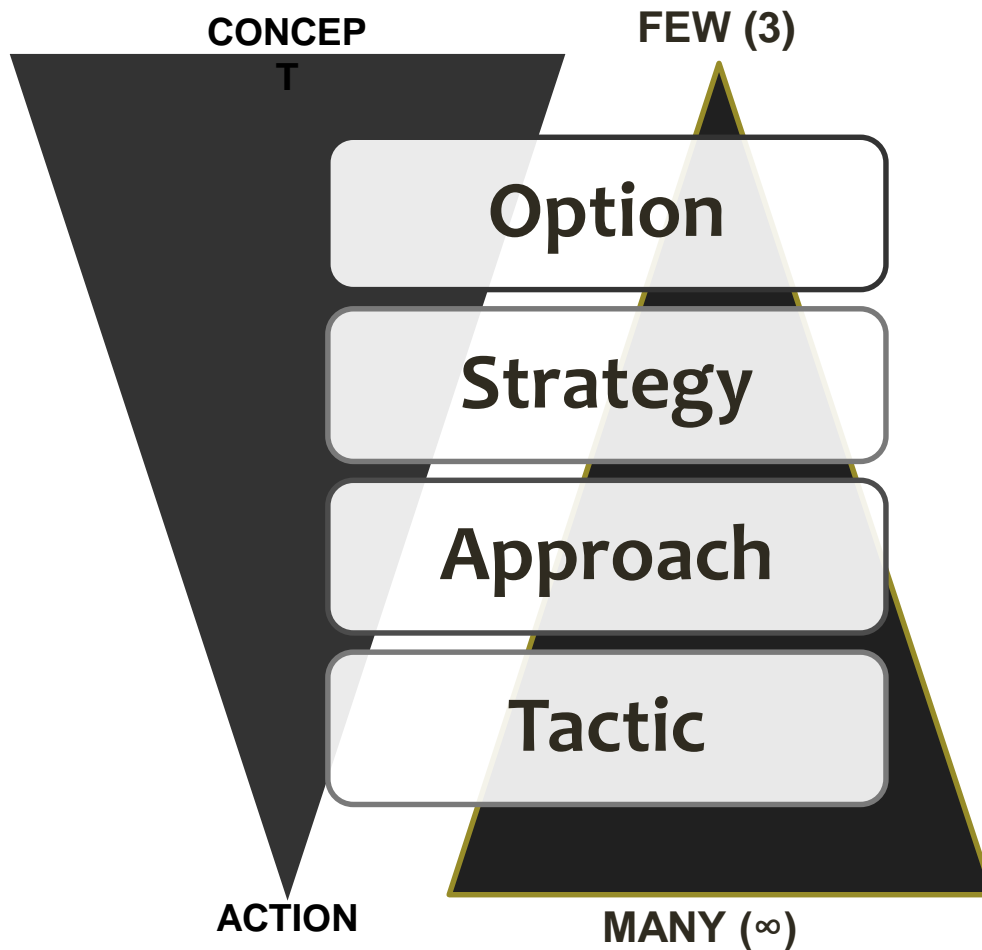 CONCEP
T
FEW (3)
Option
Strategy
Approach
Tactic
ACTION
MANY (∞)